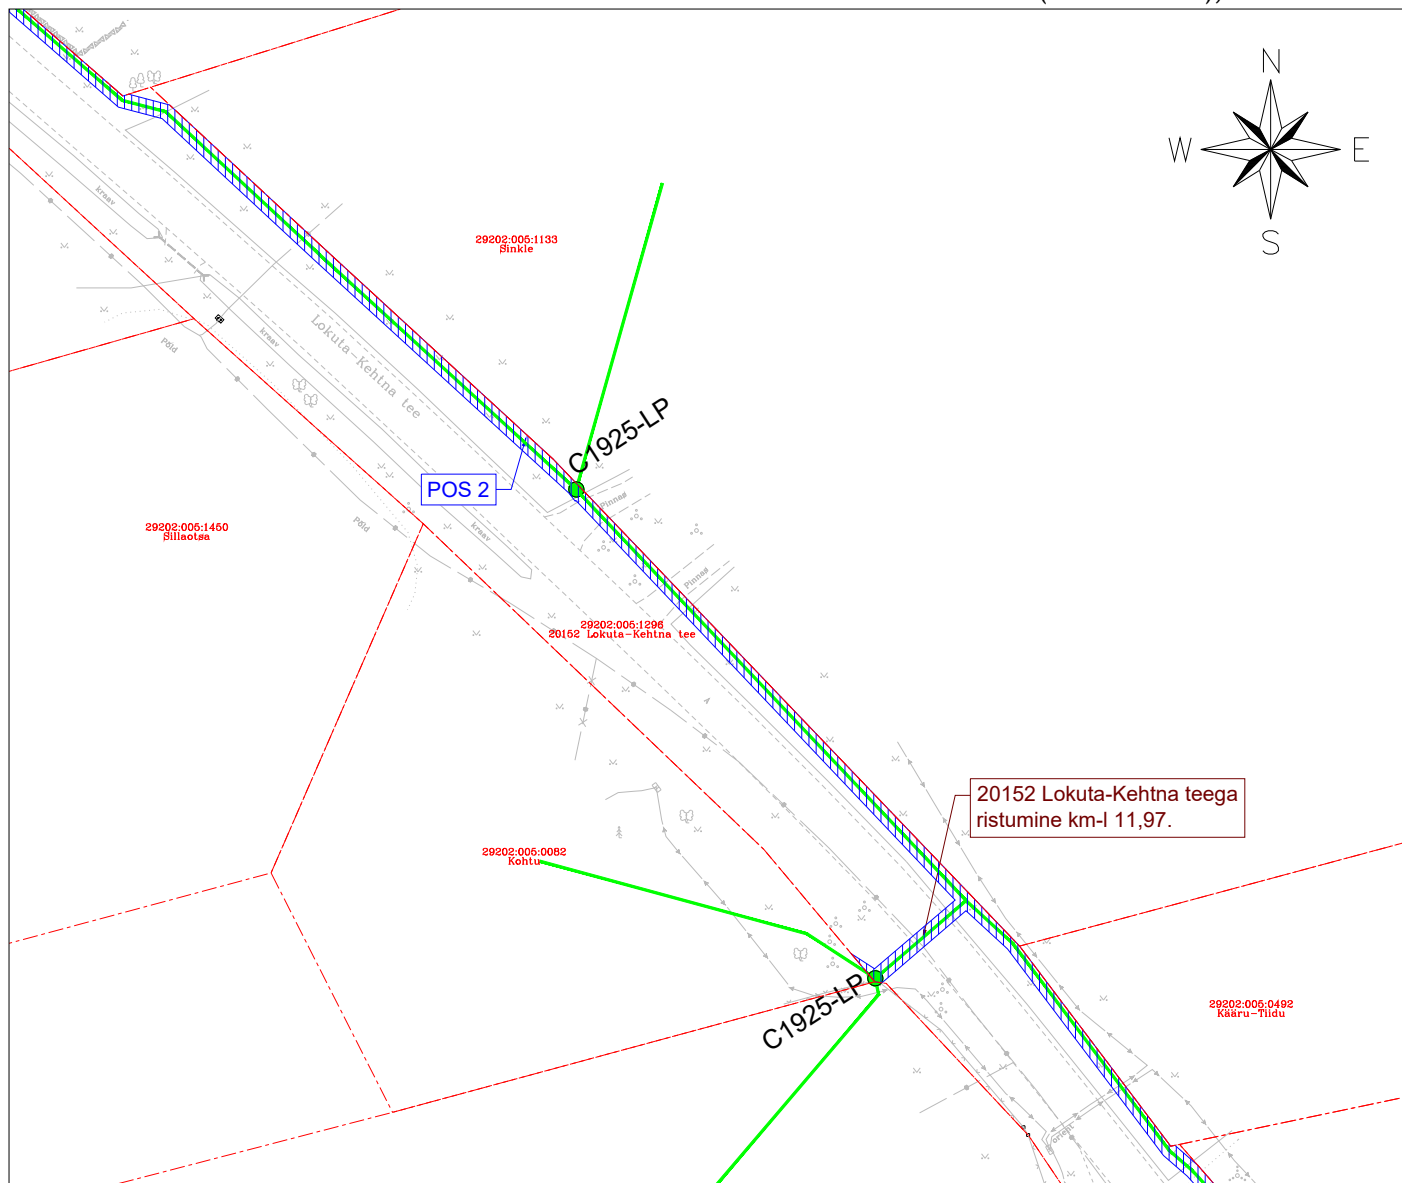 N
W E
S
kraav
29202:005:1133
Sinkle
Lokuta-Kehtna tee
kraav
Põld
C1925-LP
POS 2
Pinnas
kraav
Põld
29202:005:1450
Sillaotsa
Pinnas
29202:005:1296
20152 Lokuta-Kehtna tee
20152 Lokuta-Kehtna teega
ristumine km-l 11,97.
29202:005:0082
Kohtu
C1925-LP
29202:005:0492
Kääru-Tiidu